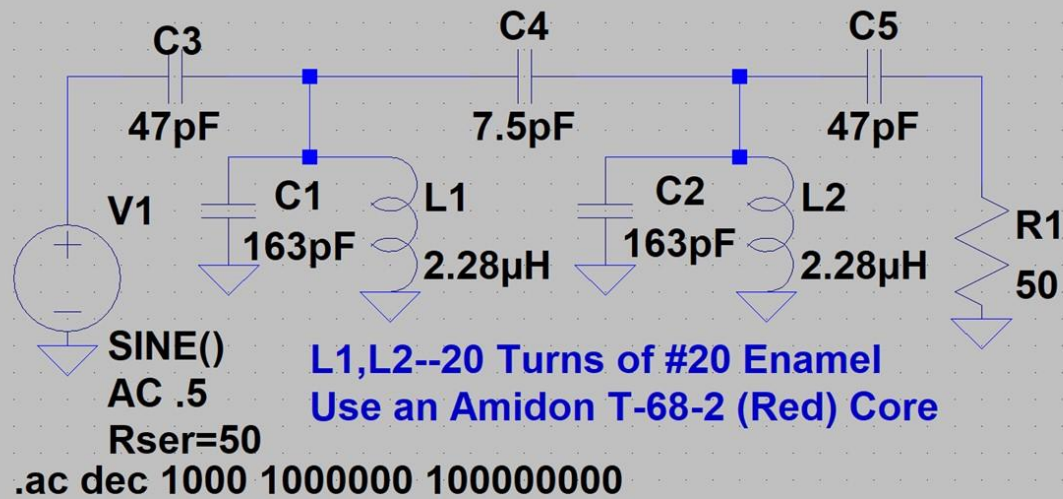 C3
47pF
C4
7.5pF
C5
47pF
V1
C1
163pF
L1
2.28µH
C2
163pF
L2
2.28µH
R1
50
SINE()
AC .5
Rser=50
L1,L2--20 Turns of #20 Enamel
Use an Amidon T-68-2 (Red) Core
.ac dec 1000 1000000 100000000